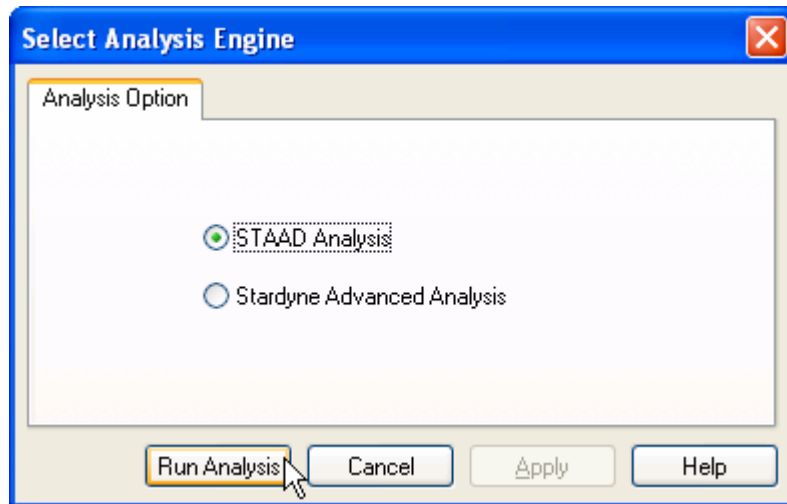 Select Analysis Engine
Analysis Option
STAAD Analysis
Stardyne Advanced Analysis
Run Analysis Cancel Apply Help